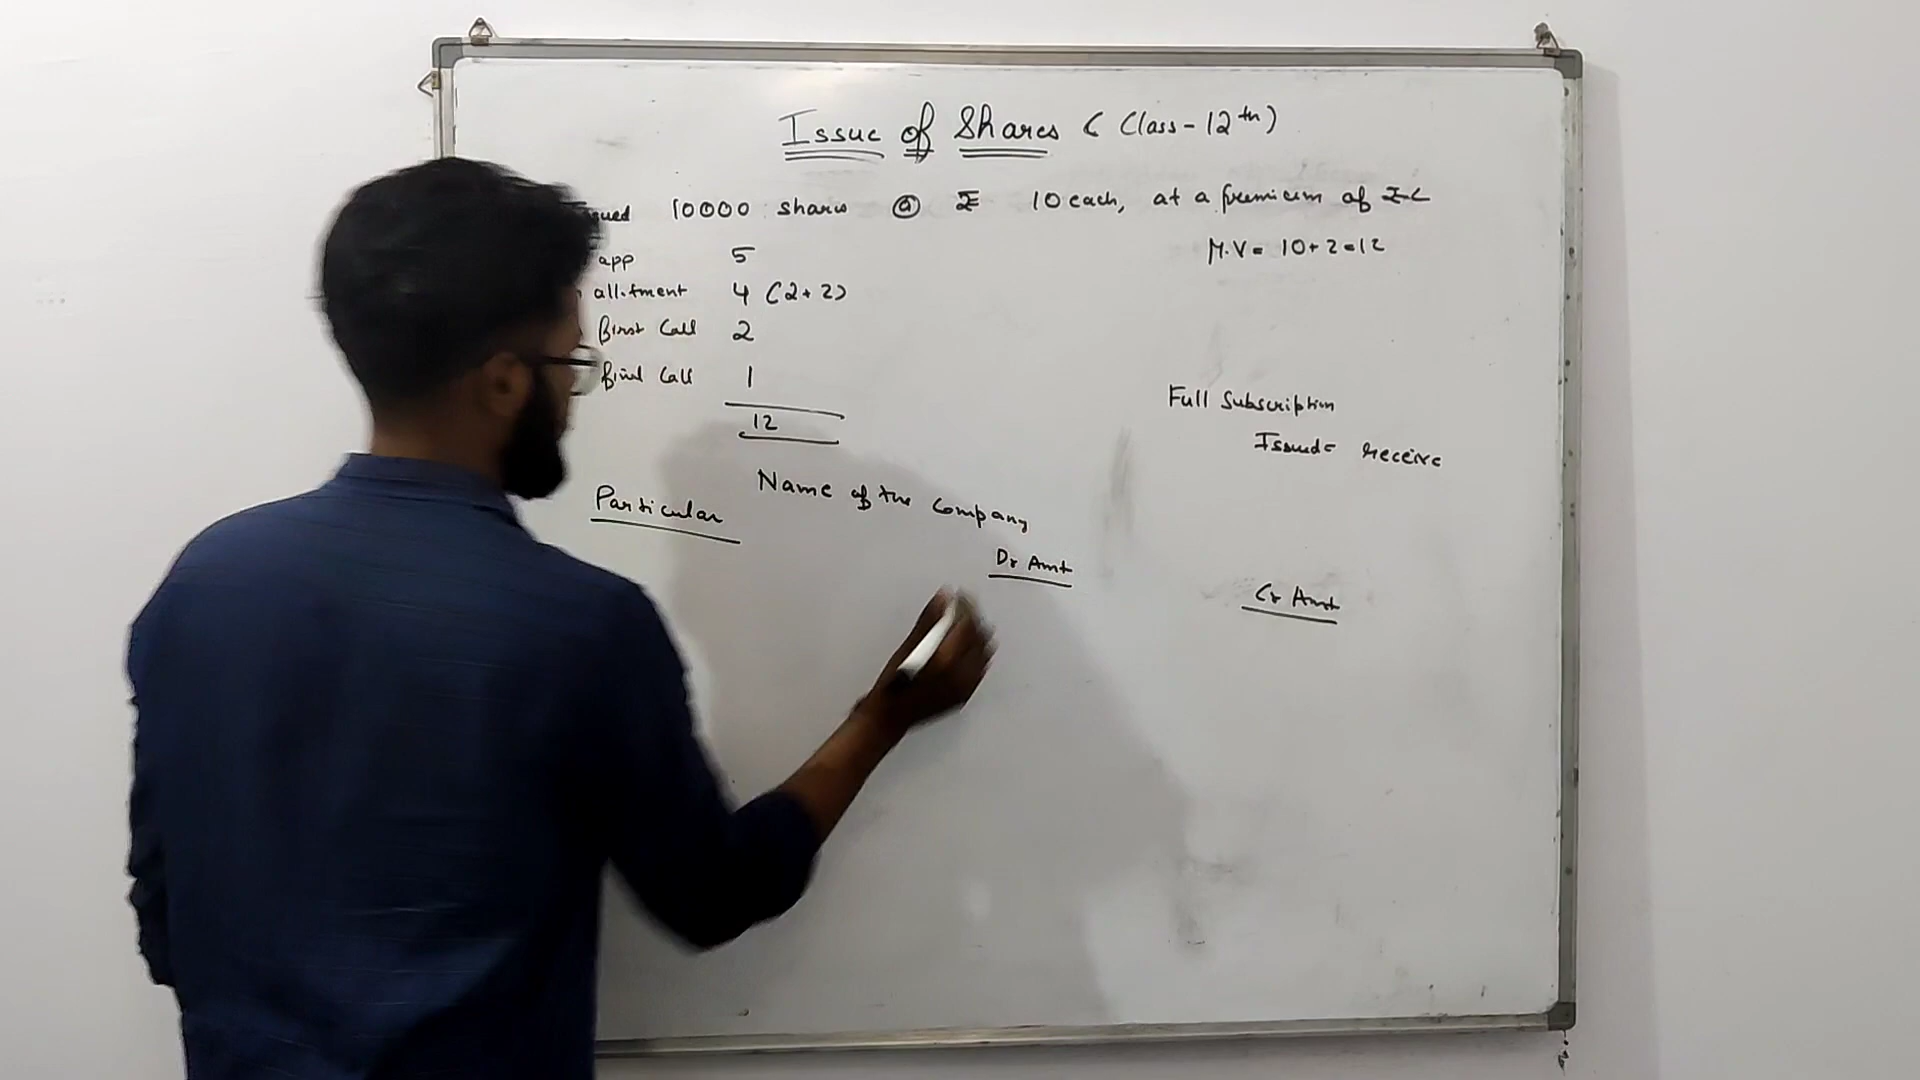 Issue of Shares ( Class - 12th )
10000 shares @ ₹ 10 each, at a premium of ₹ 2
M.V = 10 + 2 = 12
app 5
allotment 4 (2+2)
first Call 2
final Call 1
12
Full Subscription
Issued = receive
Name of the Company
Particular
Dr Amt
Cr Amt